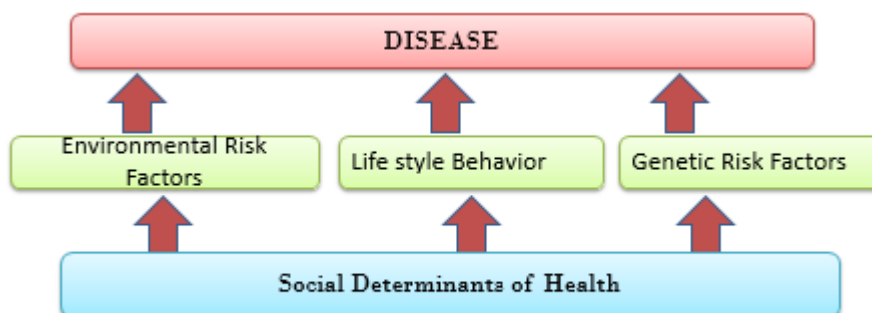 DISEASE
Environmental Risk
Factors
Life style Behavior
Genetic Risk Factors
Social Determinants of Health